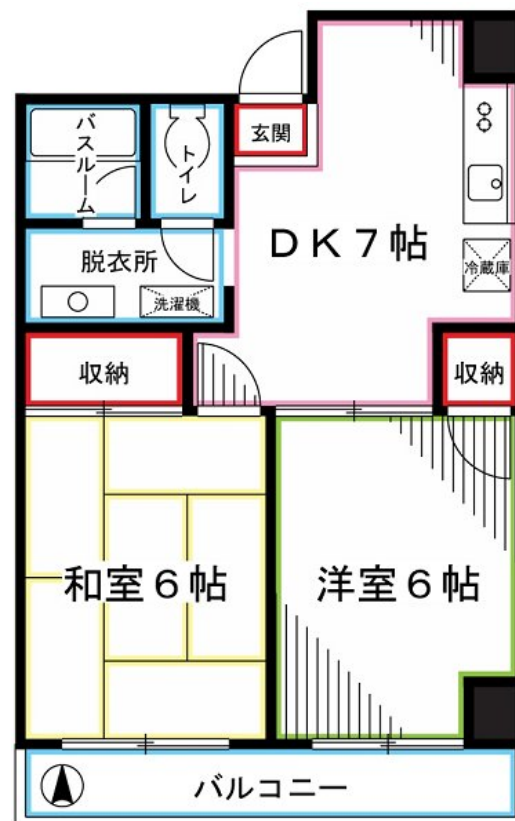 バスルーム
トイレ
玄関
DK7帖
脱衣所
洗濯機
冷蔵庫
収納
収納
和室6帖
洋室6帖
バルコニー